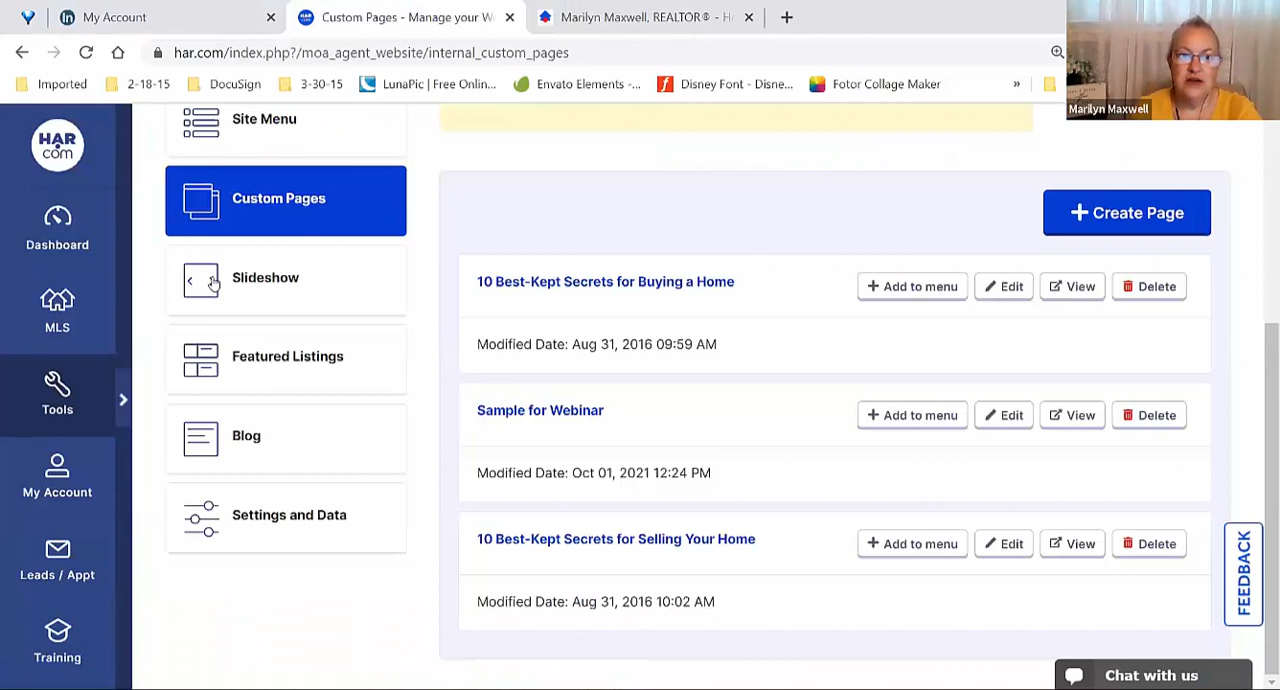 My Account
Custom Pages - Manage your W
Marilyn Maxwell, REALTOR® - H
har.com/index.php?/moa_agent_website/internal_custom_pages
Imported
2-18-15
DocuSign
3-30-15
LunaPic | Free Onlin...
Envato Elements -...
Disney Font - Disne...
Fotor Collage Maker
»
Marilyn Maxwell
HAR
com
Dashboard
MLS
Tools
My Account
Leads / Appt
Training
Site Menu
Custom Pages
Slideshow
Featured Listings
Blog
Settings and Data
+ Create Page
10 Best-Kept Secrets for Buying a Home
+ Add to menu
Edit
View
Delete
Modified Date: Aug 31, 2016 09:59 AM
Sample for Webinar
+ Add to menu
Edit
View
Delete
Modified Date: Oct 01, 2021 12:24 PM
10 Best-Kept Secrets for Selling Your Home
+ Add to menu
Edit
View
Delete
Modified Date: Aug 31, 2016 10:02 AM
FEEDBACK
Chat with us